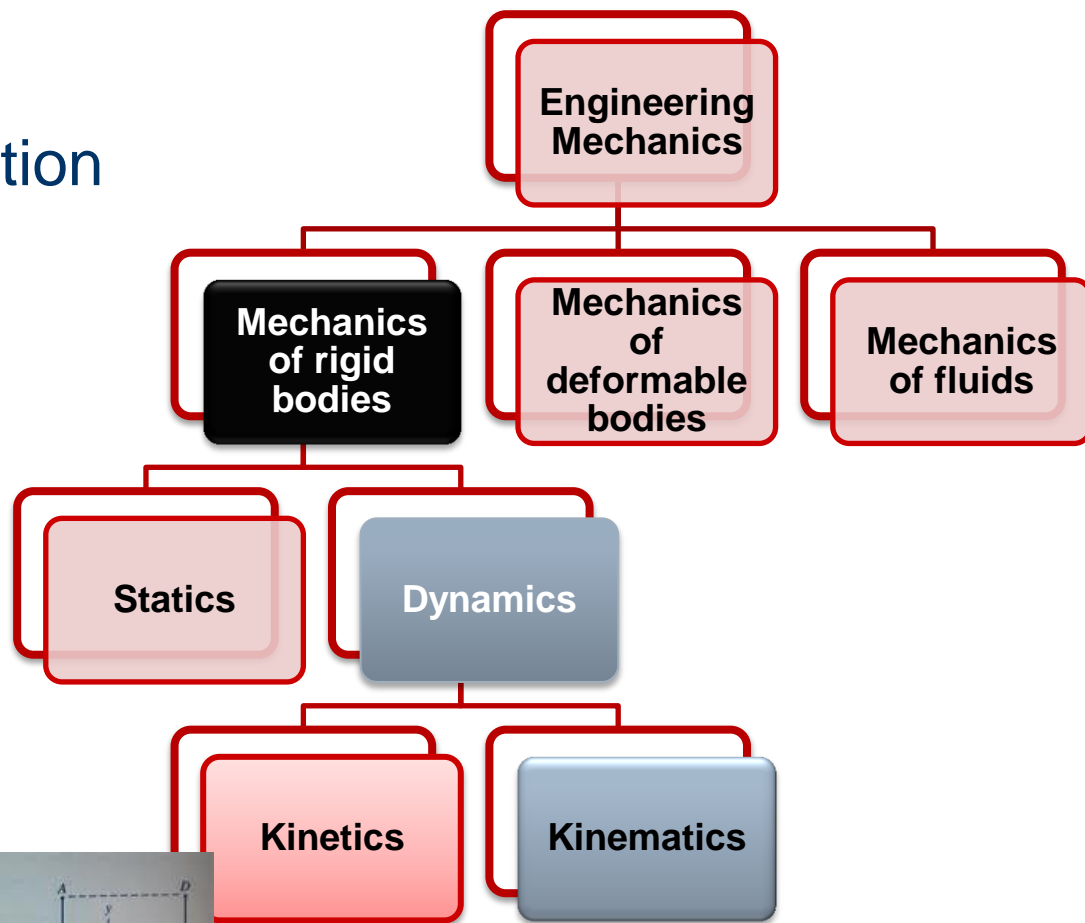 tion
Engineering
Mechanics
Mechanics
of rigid
bodies
Mechanics
of
deformable
bodies
Mechanics
of fluids
Statics
Dynamics
Kinetics
Kinematics
A
D
y